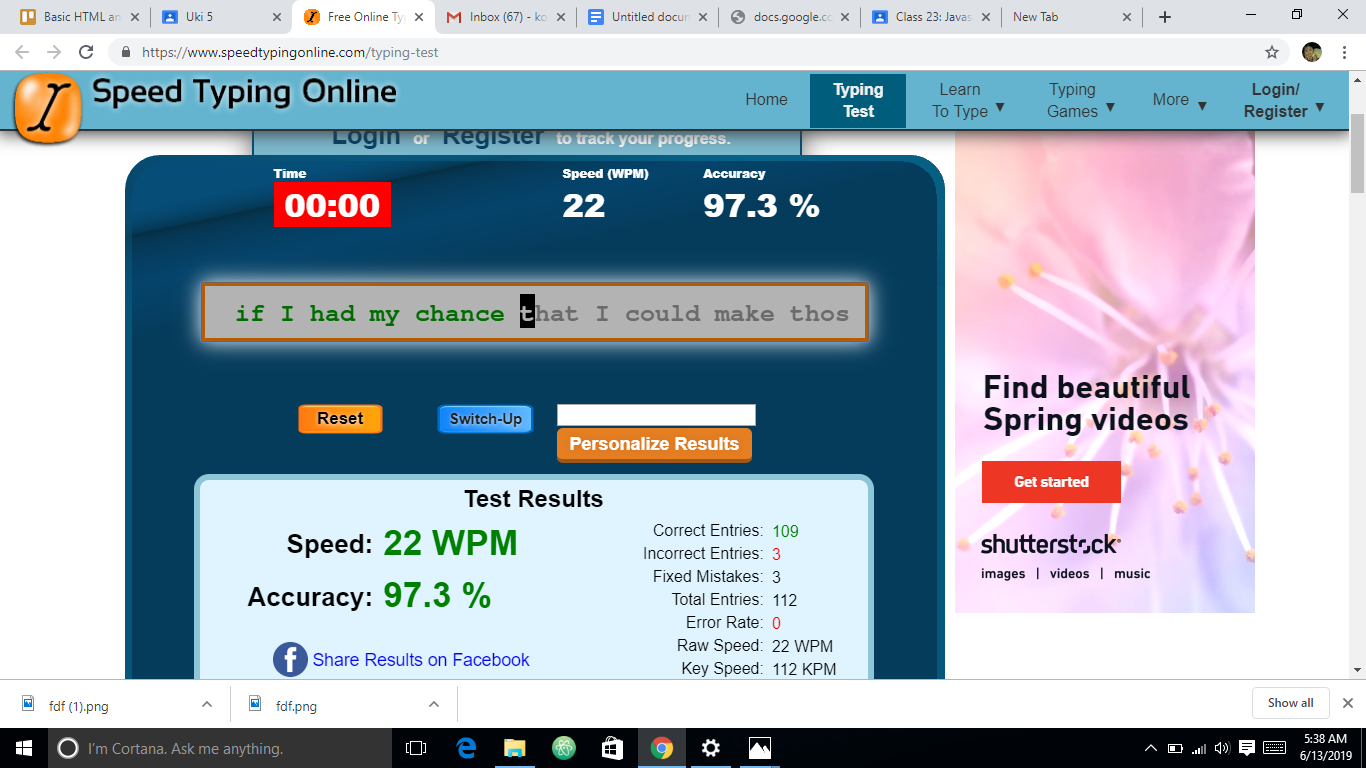 Basic HTML an
Uki 5
Free Online Ty
Inbox (67) - ko
Untitled docun
docs.google.co
Class 23: Javas
New Tab
https://www.speedtypingonline.com/typing-test
Speed Typing Online
Home
Typing Test
Learn To Type
Typing Games
More
Login/ Register
Login or Register to track your progress.
Time
Speed (WPM)
Accuracy
00:00
22
97.3 %
if I had my chance that I could make thos
Reset
Switch-Up
Personalize Results
Test Results
Speed: 22 WPM
Accuracy: 97.3 %
Share Results on Facebook
Correct Entries: 109
Incorrect Entries: 3
Fixed Mistakes: 3
Total Entries: 112
Error Rate: 0
Raw Speed: 22 WPM
Key Speed: 112 KPM
Find beautiful
Spring videos
Get started
shutterstock
images | videos | music
fdf (1).png
fdf.png
Show all
I'm Cortana. Ask me anything.
5:38 AM
6/13/2019